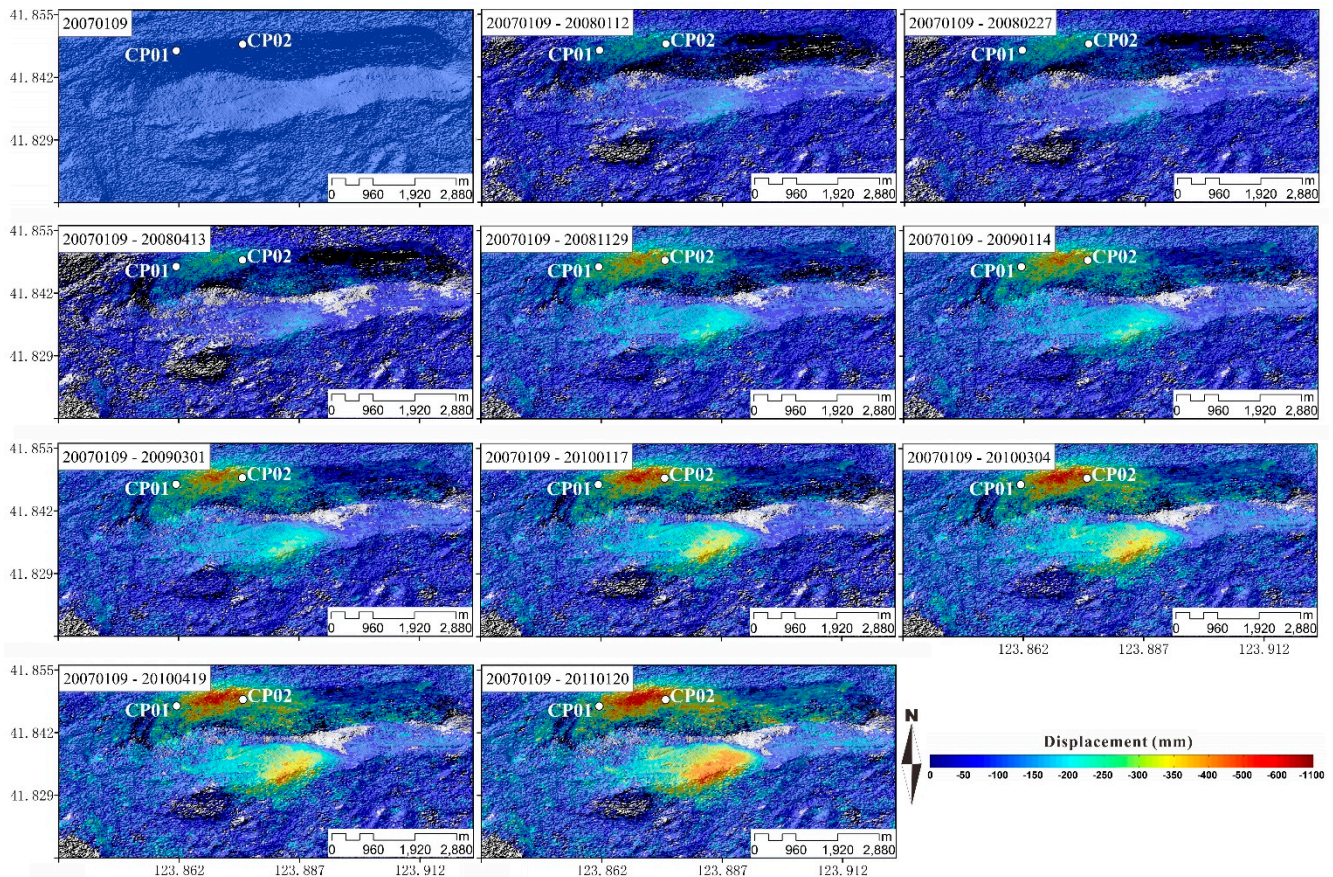 41.855
20070109
20070109 - 20080112
20070109 - 20080227
CP01
CP02
CP01
CP02
CP01
CP02
41.842
41.829
0 960 1,920 2,880 m
0 960 1,920 2,880 m
0 960 1,920 2,880 m
41.855
20070109 - 20080413
20070109 - 20081129
20070109 - 20090114
CP01
CP02
CP01
CP02
CP01
CP02
41.842
41.829
0 960 1,920 2,880 m
0 960 1,920 2,880 m
0 960 1,920 2,880 m
41.855
20070109 - 20090301
20070109 - 20100117
20070109 - 20100304
CP01
CP02
CP01
CP02
CP01
CP02
41.842
41.829
0 960 1,920 2,880 m
0 960 1,920 2,880 m
0 960 1,920 2,880 m
123.862 123.887 123.912
41.855
20070109 - 20100419
20070109 - 20110120
CP01
CP02
CP01
CP02
41.842
41.829
0 960 1,920 2,880 m
0 960 1,920 2,880 m
123.862 123.887 123.912
123.862 123.887 123.912
N
Displacement (mm)
0 -50 -100 -150 -200 -250 -300 -350 -400 -500 -600 -1100